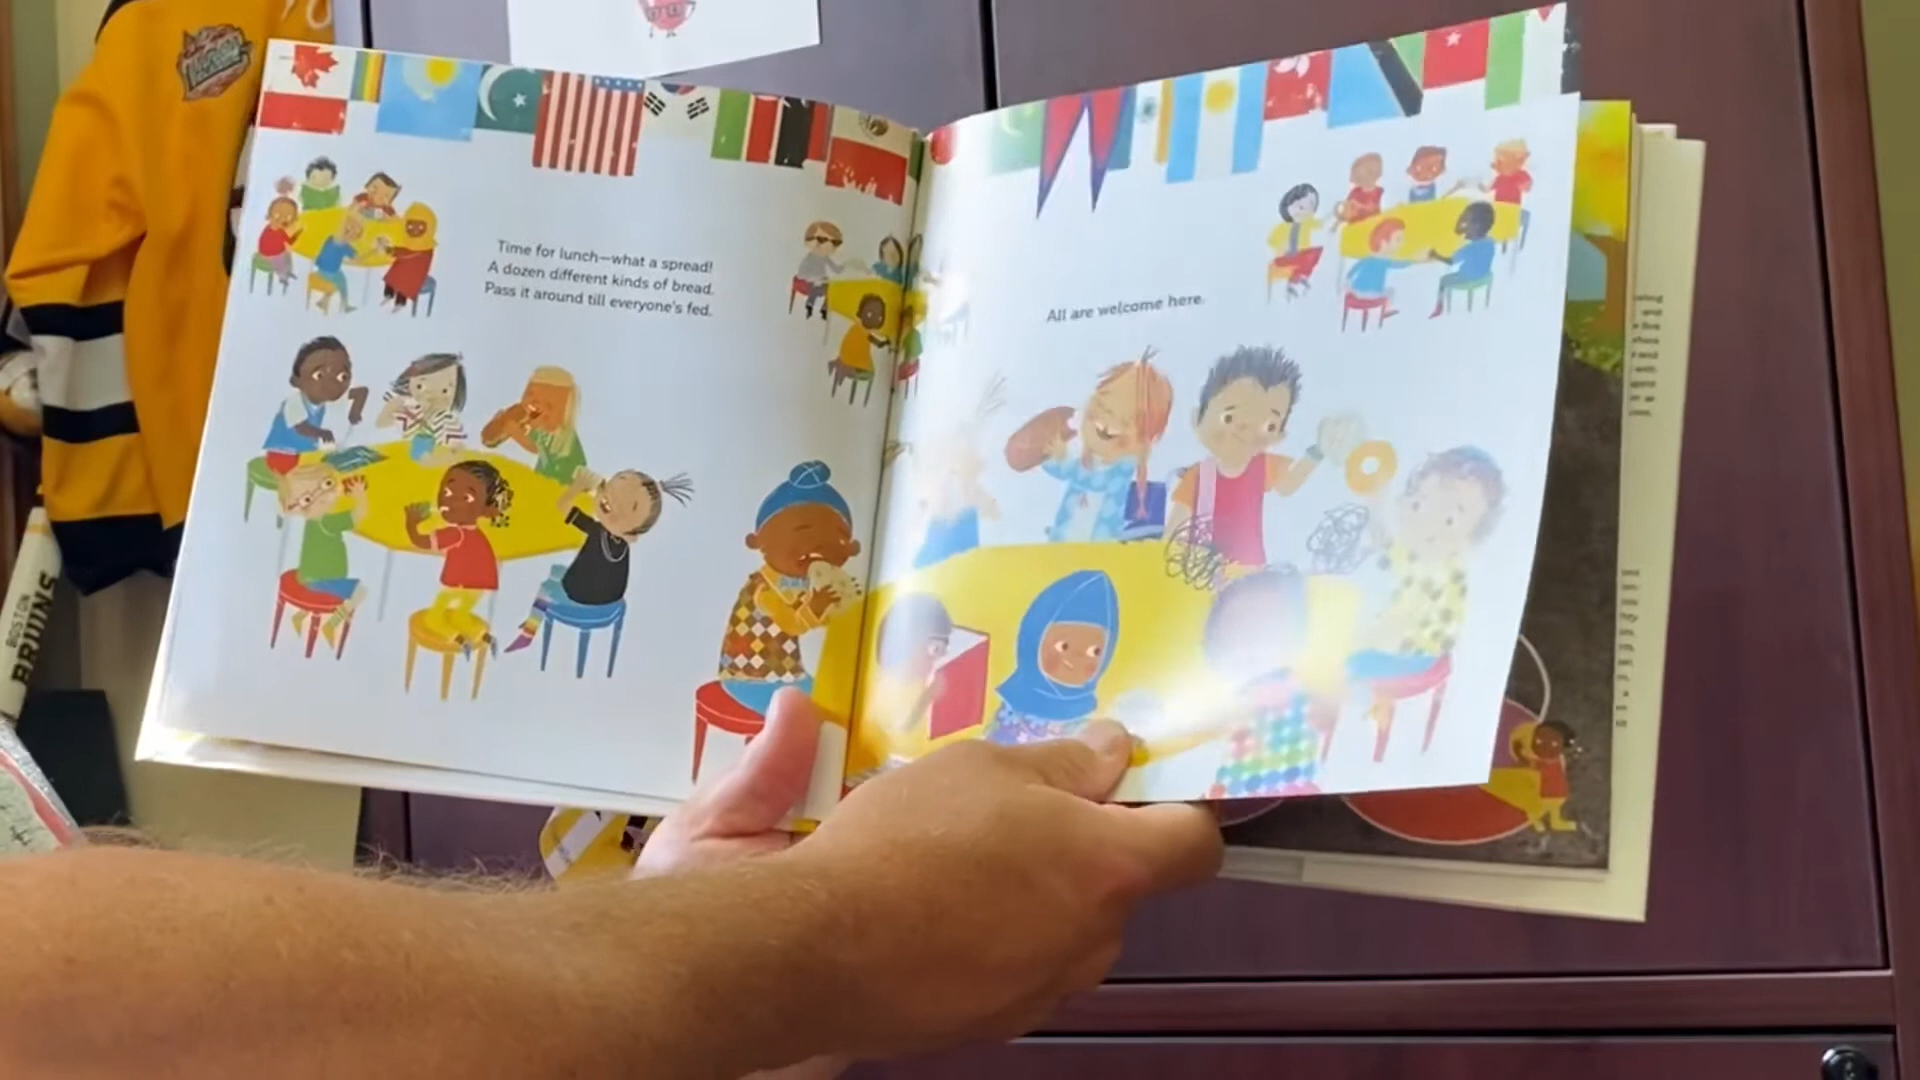 Time for lunch—what a spread!
A dozen different kinds of bread.
Pass it around till everyone's fed.
All are welcome here.
BOSTON
BRUINS